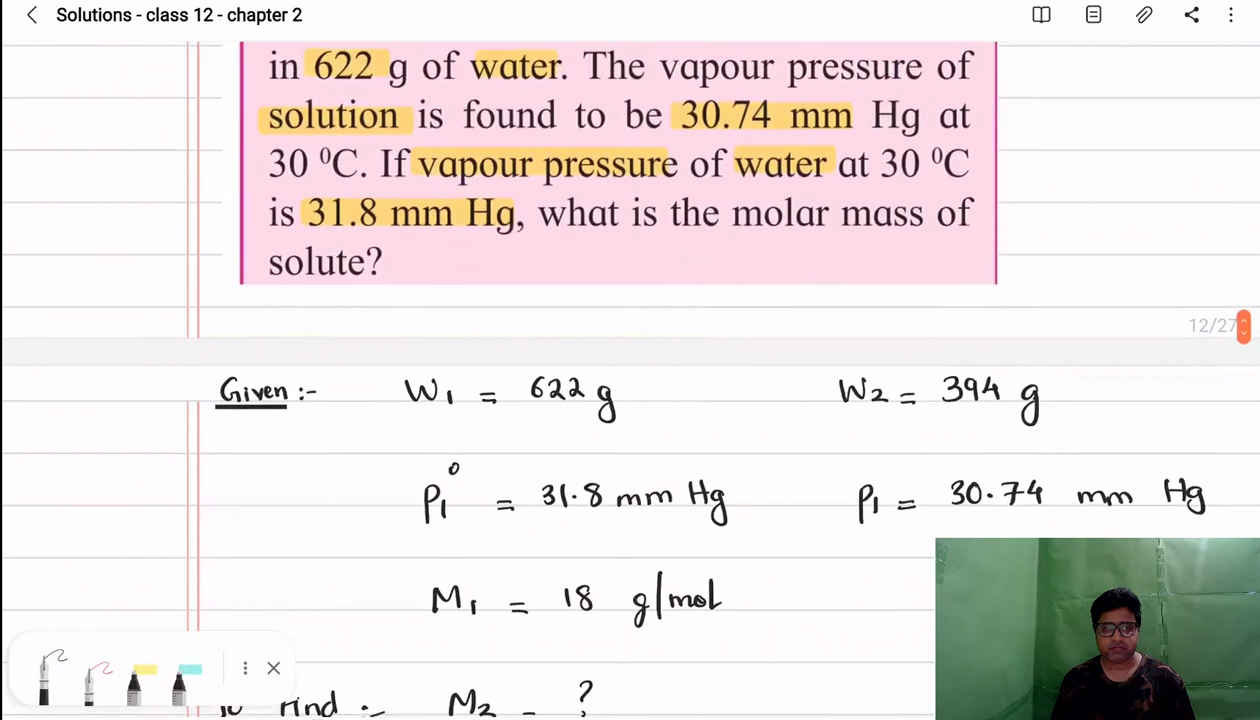 Solutions - class 12 - chapter 2
in 622 g of water. The vapour pressure of
solution is found to be 30.74 mm Hg at
30 ⁰C. If vapour pressure of water at 30 ⁰C
is 31.8 mm Hg, what is the molar mass of
solute?
12/27
Given :- W₁ = 622 g W₂ = 394 g
P₁⁰ = 31.8 mm Hg P₁ = 30.74 mm Hg
M₁ = 18 g/mol
To find :- M₂ = ?